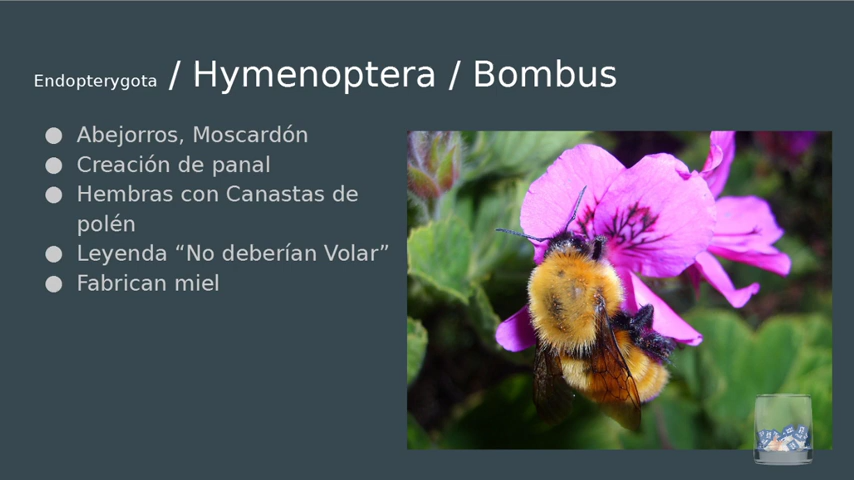 Endopterygota / Hymenoptera / Bombus
● Abejorros, Moscardón
● Creación de panal
● Hembras con Canastas de
polén
● Leyenda “No deberían Volar”
● Fabrican miel